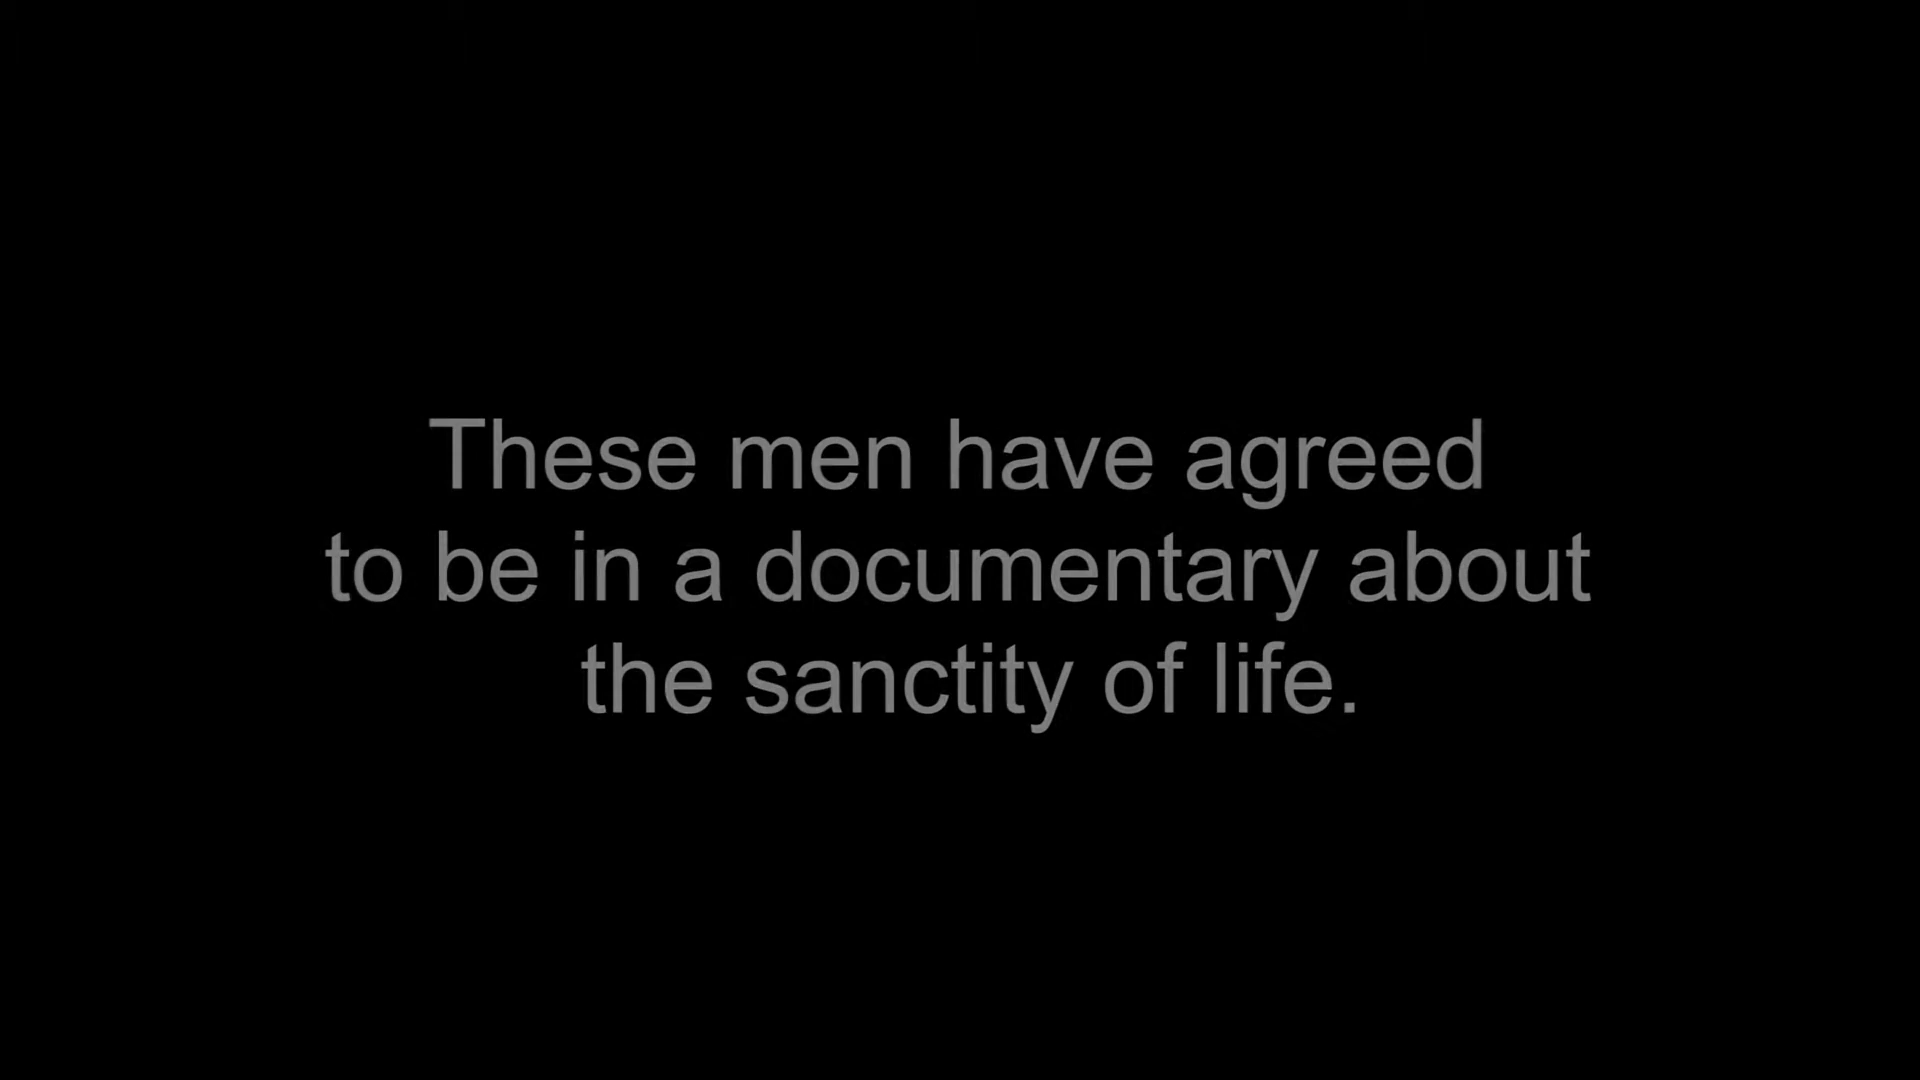 These men have agreed
to be in a documentary about
the sanctity of life.